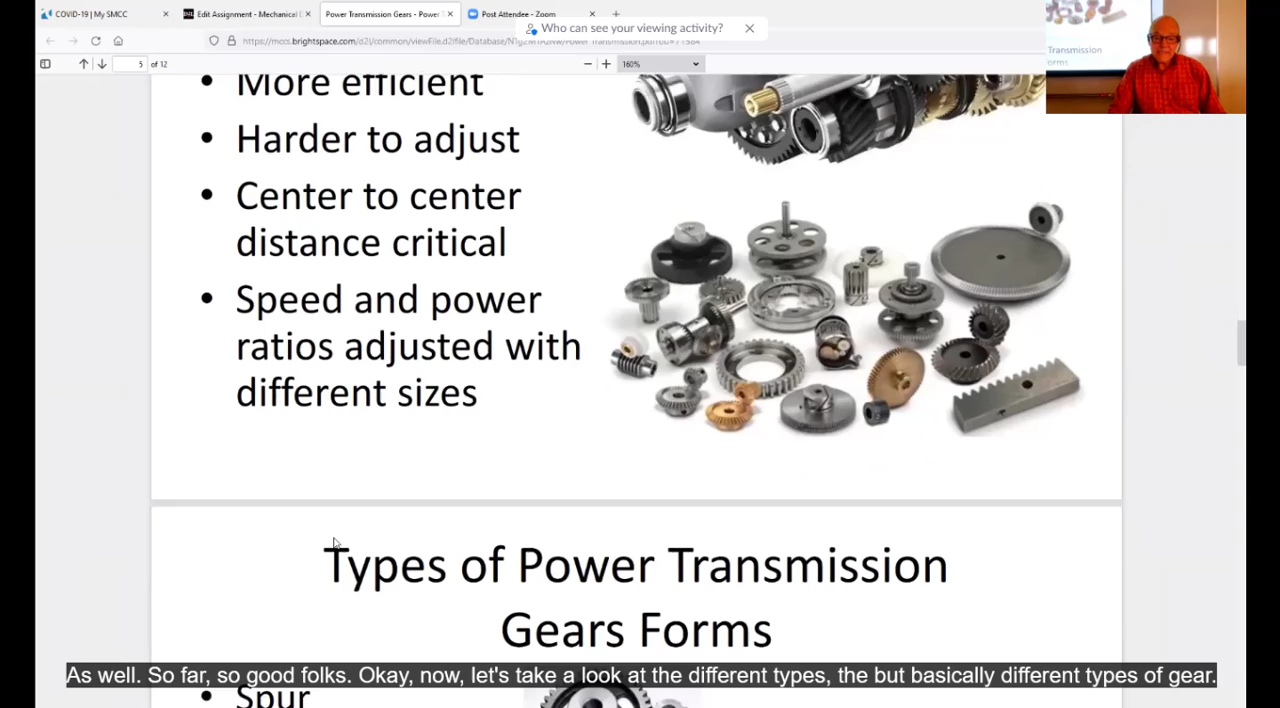 COVID-19 | My SMCC
Edit Assignment - Mechanical
Power Transmission Gears - Power
Post Attendee - Zoom
Who can see your viewing activity?
5 of 12
160%
Transmission
orms
• More efficient
• Harder to adjust
• Center to center
distance critical
• Speed and power
ratios adjusted with
different sizes
Types of Power Transmission
Gears Forms
• Spur
As well. So far, so good folks. Okay, now, let's take a look at the different types, the but basically different types of gear.